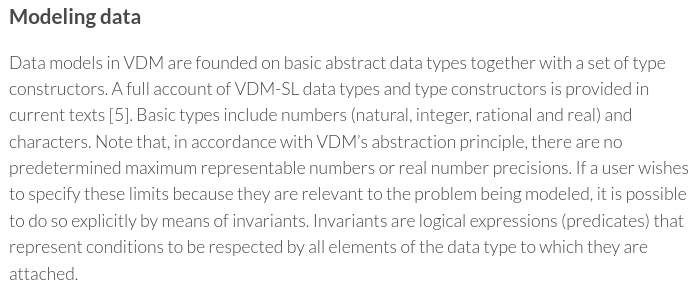 Modeling data
Data models in VDM are founded on basic abstract data types together with a set of type
constructors. A full account of VDM-SL data types and type constructors is provided in
current texts [5]. Basic types include numbers (natural, integer, rational and real) and
characters. Note that, in accordance with VDM's abstraction principle, there are no
predetermined maximum representable numbers or real number precisions. If a user wishes
to specify these limits because they are relevant to the problem being modeled, it is possible
to do so explicitly by means of invariants. Invariants are logical expressions (predicates) that
represent conditions to be respected by all elements of the data type to which they are
attached.